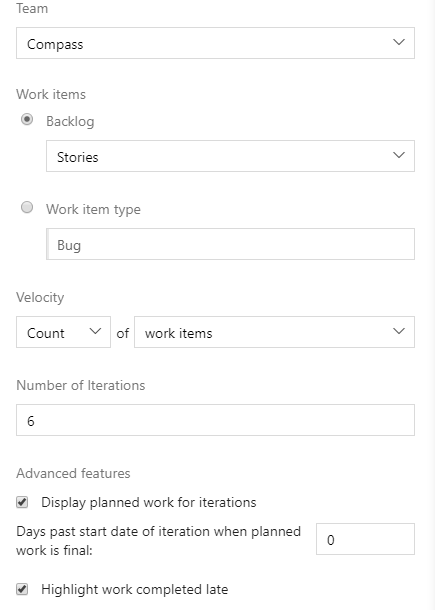 Team
Compass
Work items
Backlog
Stories
Work item type
Bug
Velocity
Count of work items
Number of Iterations
6
Advanced features
Display planned work for iterations
Days past start date of iteration when planned
work is final:
0
Highlight work completed late